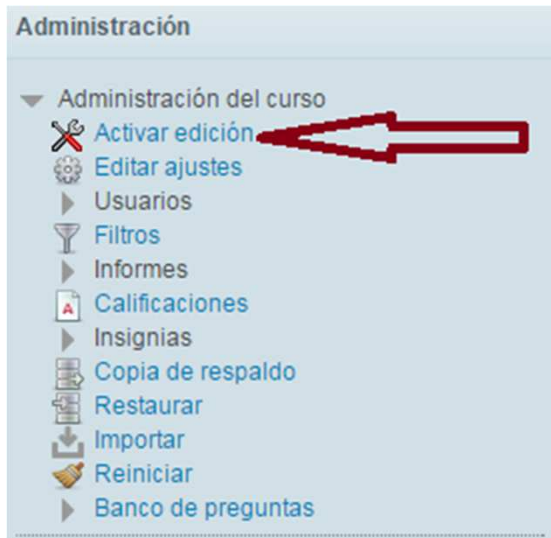 Administración
Administración del curso
Activar edición
Editar ajustes
Usuarios
Filtros
Informes
Calificaciones
Insignias
Copia de respaldo
Restaurar
Importar
Reiniciar
Banco de preguntas